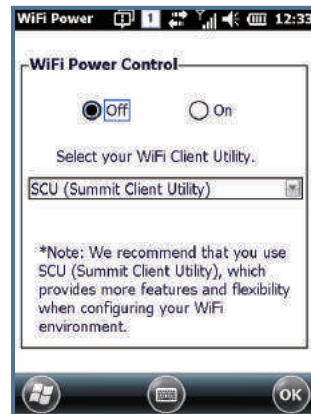 WiFi Power 1 12:33
WiFi Power Control
Off On
Select your WiFi Client Utility.
SCU (Summit Client Utility)
*Note: We recommend that you use
SCU (Summit Client Utility), which
provides more features and flexibility
when configuring your WiFi
environment.
OK